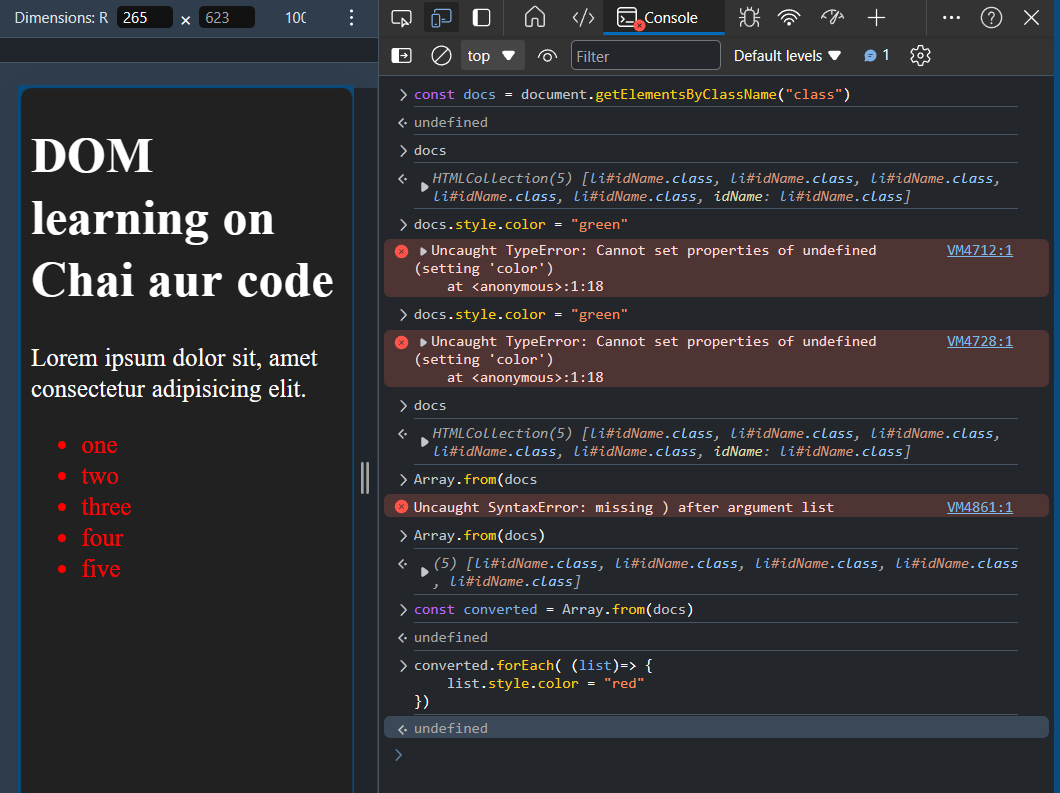 Dimensions: R 265 × 623 100
DOM
learning on
Chai aur code
Lorem ipsum dolor sit, amet
consectetur adipisicing elit.
• one
• two
• three
• four
• five
Console
top Filter Default levels 1
> const docs = document.getElementsByClassName("class")
undefined
> docs
HTMLCollection(5) [li#idName.class, li#idName.class, li#idName.class,
li#idName.class, li#idName.class, idName: li#idName.class]
> docs.style.color = "green"
Uncaught TypeError: Cannot set properties of undefined VM4712:1
(setting 'color')
at <anonymous>:1:18
> docs.style.color = "green"
Uncaught TypeError: Cannot set properties of undefined VM4728:1
(setting 'color')
at <anonymous>:1:18
> docs
HTMLCollection(5) [li#idName.class, li#idName.class, li#idName.class,
li#idName.class, li#idName.class, idName: li#idName.class]
> Array.from(docs
Uncaught SyntaxError: missing ) after argument list VM4861:1
> Array.from(docs)
(5) [li#idName.class, li#idName.class, li#idName.class, li#idName.class
, li#idName.class]
> const converted = Array.from(docs)
undefined
> converted.forEach( (list)=> {
list.style.color = "red"
})
undefined
>